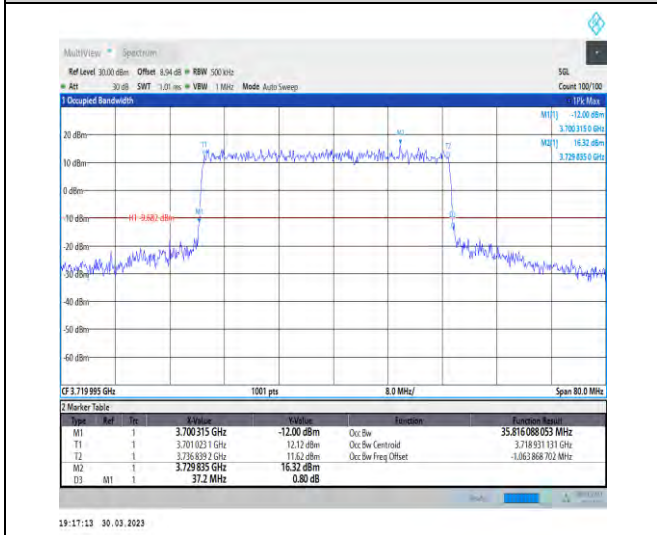 MultiView Spectrum
Ref Level 30.00 dBm Offset 8.94 dB RBW 500 kHz SGL
Att 30 dB SWT 1.01 ms VBW 1 MHz Mode Auto Sweep Count 100/100
1 Occupied Bandwidth 1Pk Max
M1[1] -12.00 dBm
3.700 315 0 GHz
M2[1] 16.32 dBm
3.729 835 0 GHz
20 dBm
M2
T1 T2
10 dBm
0 dBm
M1 D3
-10 dBm H1 -9.682 dBm
-20 dBm
-30 dBm
-40 dBm
-50 dBm
-60 dBm
CF 3.719 995 GHz 1001 pts 8.0 MHz/ Span 80.0 MHz
2 Marker Table
Type Ref Trc X-Value Y-Value Function Function Result
M1 1 3.700 315 GHz -12.00 dBm Occ Bw 35.816 088 053 MHz
T1 1 3.701 023 1 GHz 12.12 dBm Occ Bw Centroid 3.718 931 131 GHz
T2 1 3.736 839 2 GHz 11.62 dBm Occ Bw Freq Offset -1.063 868 702 MHz
M2 1 3.729 835 GHz 16.32 dBm
D3 M1 1 37.2 MHz 0.80 dB
19:17:13 30.03.2023